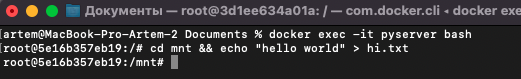 Документы — root@3d1ee634a01a: / — com.docker.cli ◂ docker exe
[artem@MacBook-Pro-Artem-2 Documents % docker exec -it pyserver bash
[root@5e16b357eb19:/# cd mnt && echo "hello world" > hi.txt
root@5e16b357eb19:/mnt#